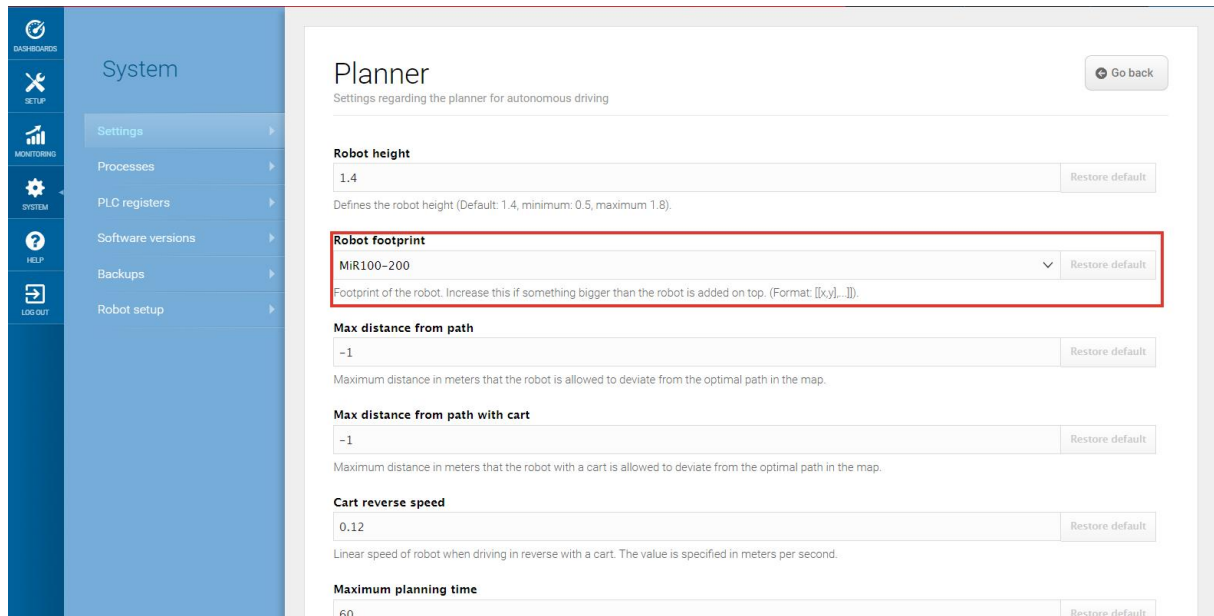 DASHBOARDS
SETUP
MONITORING
SYSTEM
HELP
LOG OUT
System
Settings
Processes
PLC registers
Software versions
Backups
Robot setup
Planner
Go back
Settings regarding the planner for autonomous driving
Robot height
1.4
Restore default
Defines the robot height (Default: 1.4, minimum: 0.5, maximum 1.8).
Robot footprint
MiR100-200
Restore default
Footprint of the robot. Increase this if something bigger than the robot is added on top. (Format: [[x,y],...]]).
Max distance from path
-1
Restore default
Maximum distance in meters that the robot is allowed to deviate from the optimal path in the map.
Max distance from path with cart
-1
Restore default
Maximum distance in meters that the robot with a cart is allowed to deviate from the optimal path in the map.
Cart reverse speed
0.12
Restore default
Linear speed of robot when driving in reverse with a cart. The value is specified in meters per second.
Maximum planning time
60
Restore default